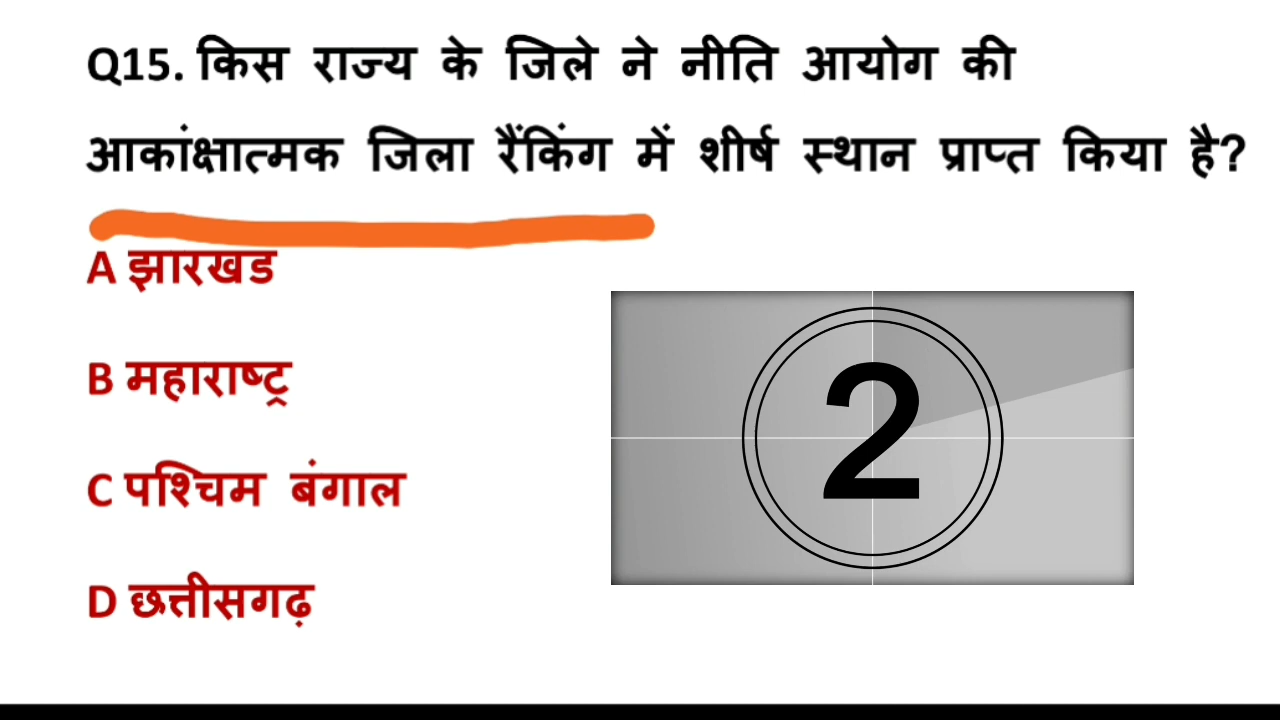 Q15. किस राज्य के जिले ने नीति आयोग की
आकांक्षात्मक जिला रैंकिंग में शीर्ष स्थान प्राप्त किया है?
A झारखड
B महाराष्ट्र
C पश्चिम बंगाल
D छत्तीसगढ़
2